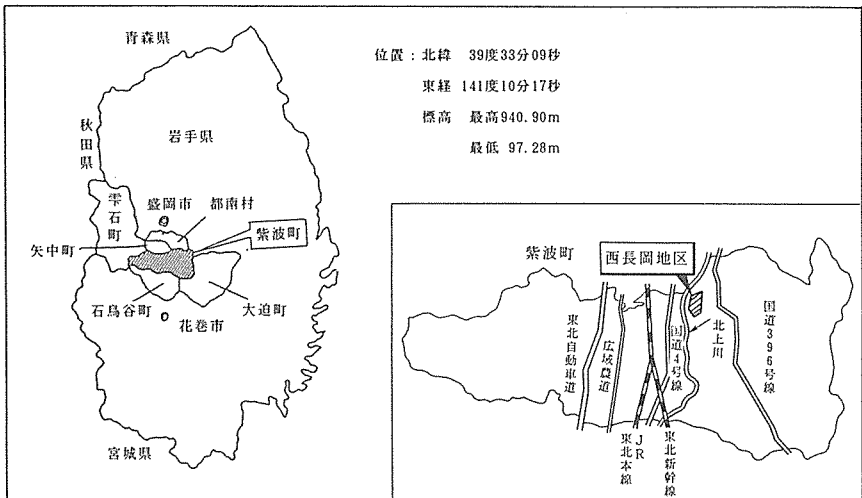 青森県
位置：北緯 39度33分09秒
東経 141度10分17秒
標高 最高940.90m
最低 97.28m
秋田県
岩手県
雫石町
盛岡市
都南村
矢中町
紫波町
石鳥谷町
大迫町
花巻市
宮城県
紫波町
西長岡地区
東北自動車道
広域農道
国道4号線
北上川
国道396号線
JR東北本線
東北新幹線